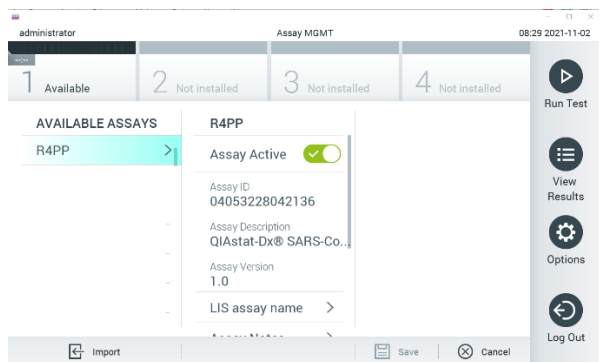 administrator
Assay MGMT
08:29 2021-11-02
--:--
1 Available
2 Not installed
3 Not installed
4 Not installed
Run Test
View
Results
Options
Log Out
AVAILABLE ASSAYS
R4PP
R4PP
Assay Active
Assay ID
04053228042136
Assay Description
QIAstat-Dx® SARS-Co...
Assay Version
1.0
LIS assay name
Assay Notes
Import
Save
Cancel